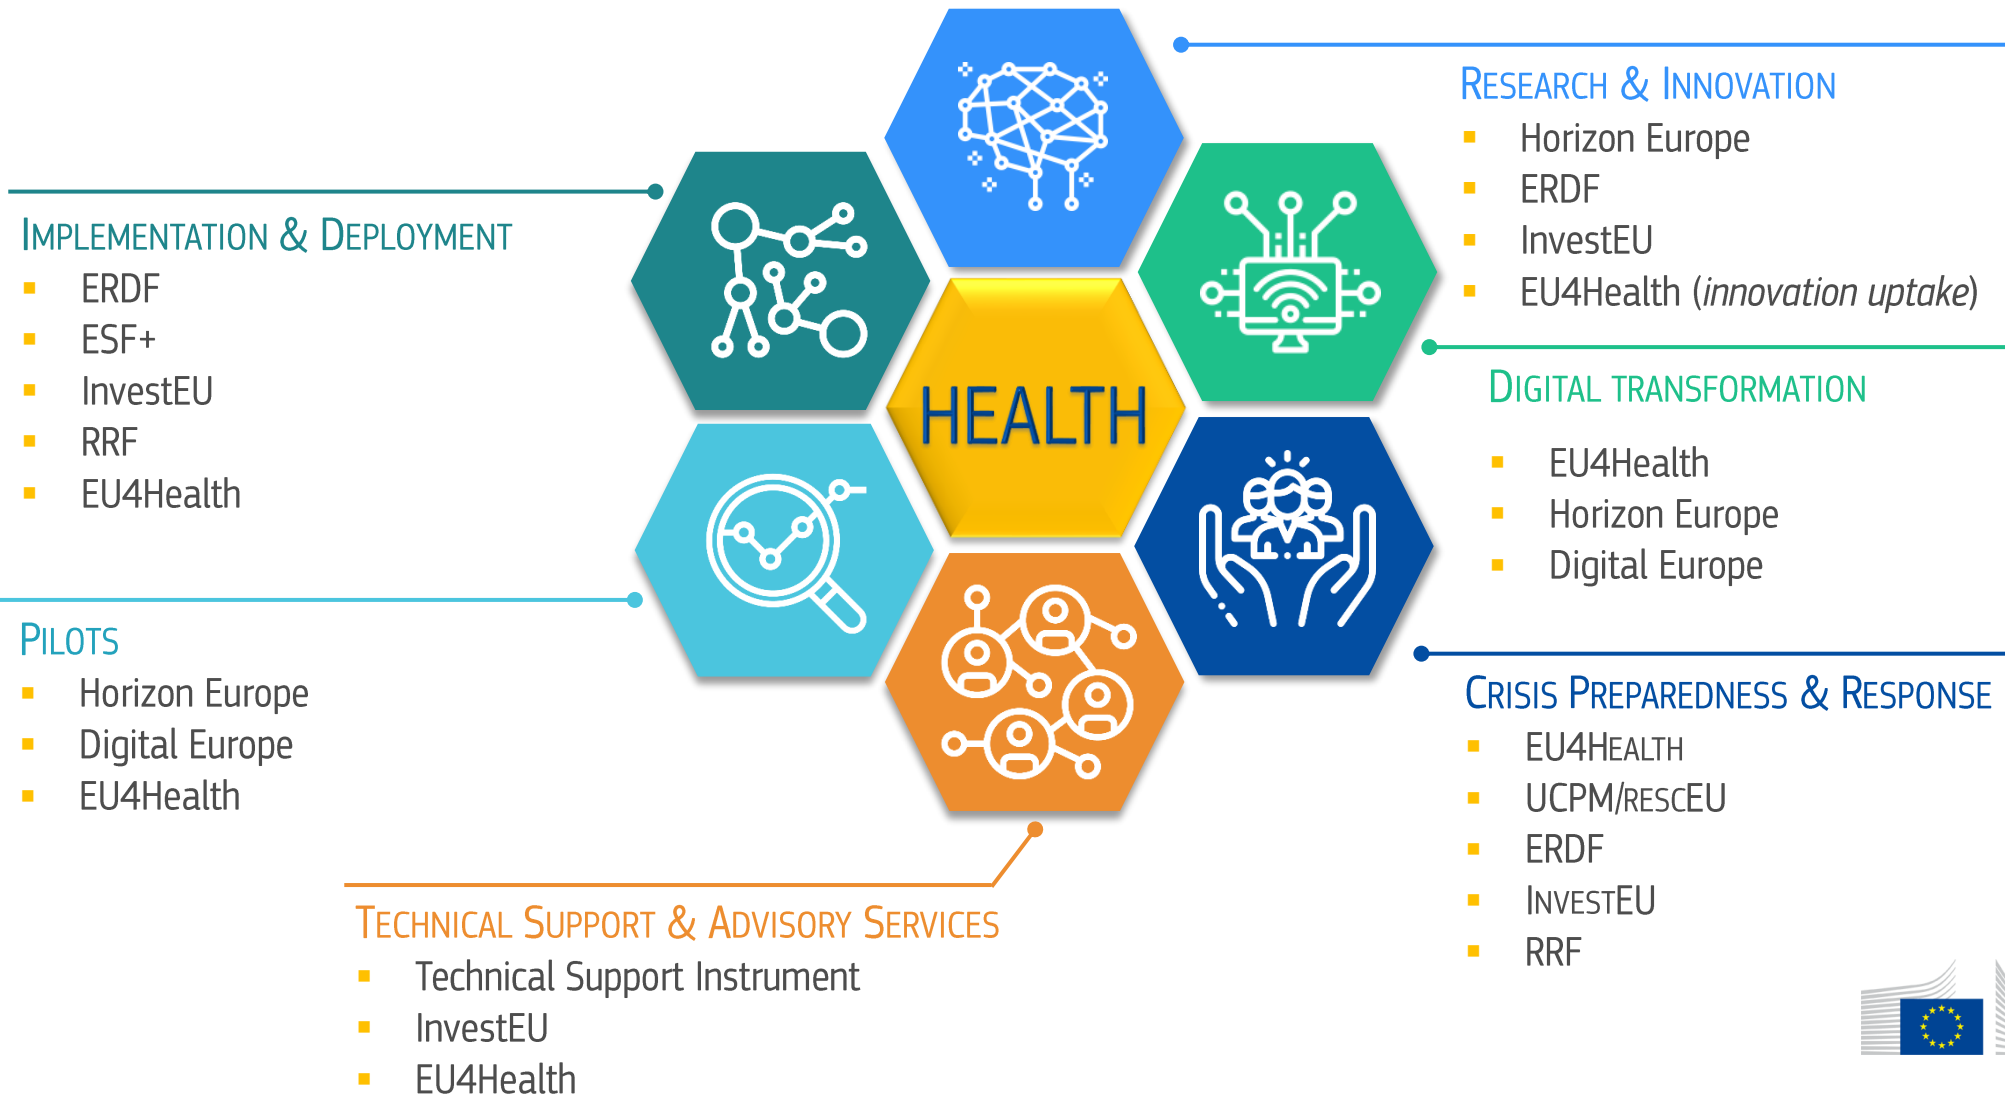 RESEARCH & INNOVATION
Horizon Europe
ERDF
InvestEU
EU4Health (innovation uptake)
IMPLEMENTATION & DEPLOYMENT
ERDF
ESF+
InvestEU
RRF
EU4Health
HEALTH
DIGITAL TRANSFORMATION
EU4Health
Horizon Europe
Digital Europe
PILOTS
Horizon Europe
Digital Europe
EU4Health
CRISIS PREPAREDNESS & RESPONSE
EU4HEALTH
UCPM/RESCEU
ERDF
INVESTEU
RRF
TECHNICAL SUPPORT & ADVISORY SERVICES
Technical Support Instrument
InvestEU
EU4Health